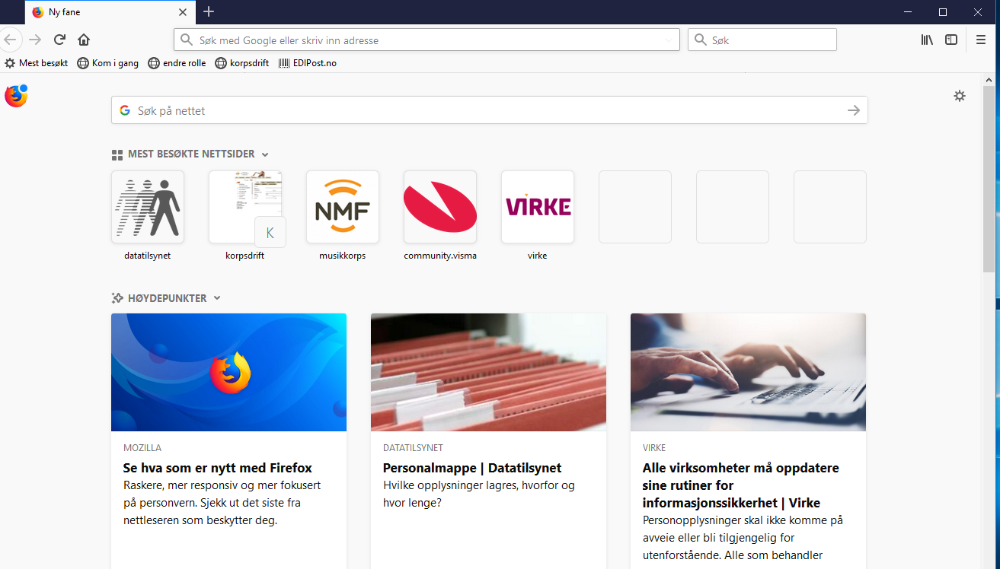 Ny fane
Søk med Google eller skriv inn adresse
Søk
Mest besøkt
Kom i gang
endre rolle
korpsdrift
EDIPost.no
Søk på nettet
MEST BESØKTE NETTSIDER
NMF
VIRKE
K
datatilsynet
korpsdrift
musikkorps
community.visma
virke
HØYDEPUNKTER
MOZILLA
Se hva som er nytt med Firefox
Raskere, mer responsiv og mer fokusert
på personvern. Sjekk ut det siste fra
nettleseren som beskytter deg.
DATATILSYNET
Personalmappe | Datatilsynet
Hvilke opplysninger lagres, hvorfor og
hvor lenge?
VIRKE
Alle virksomheter må oppdatere
sine rutiner for
informasjonssikkerhet | Virke
Personopplysninger skal ikke komme på
avveie eller bli tilgjengelig for
utenforstående. Alle som behandler